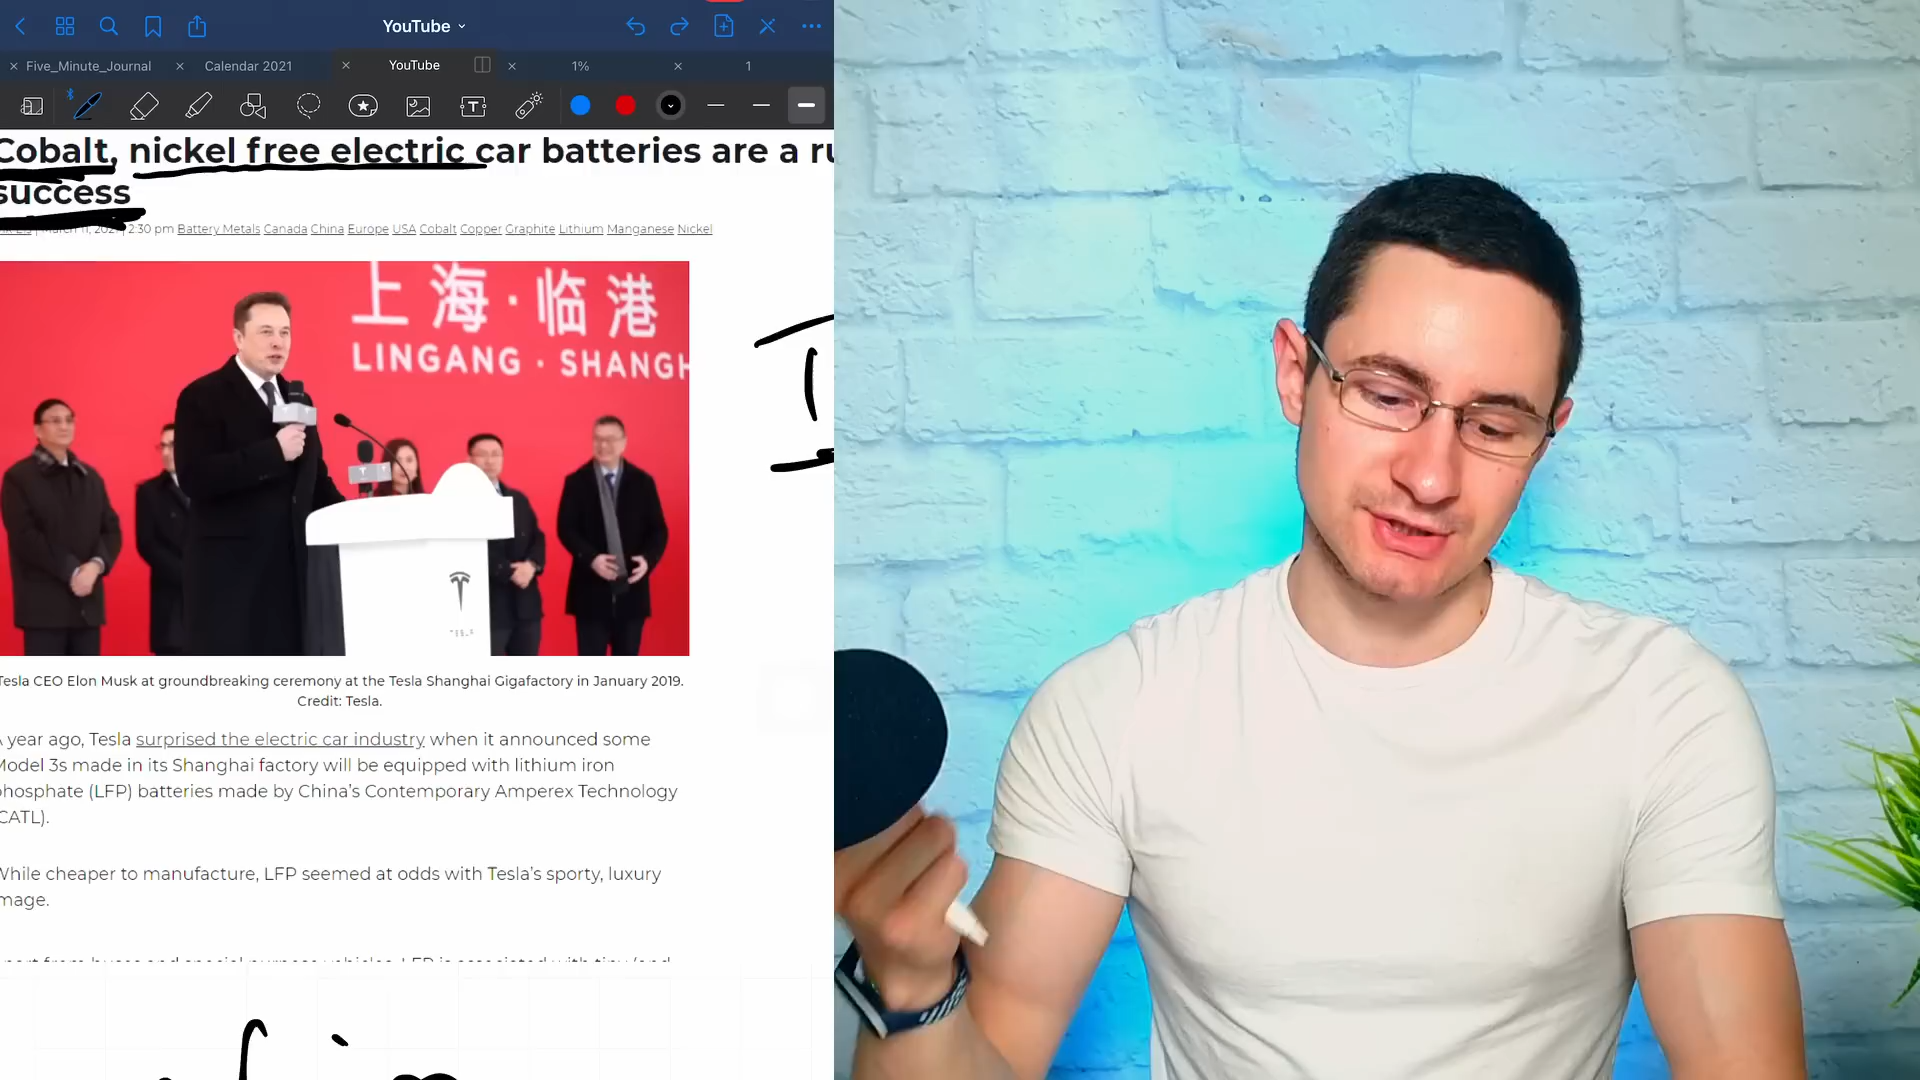 YouTube
Five_Minute_Journal
Calendar 2021
YouTube
1%
1
Cobalt, nickel free electric car batteries are a
success
2:30 pm Battery Metals Canada China Europe USA Cobalt Copper Graphite Lithium Manganese Nickel
上海·临港
LINGANG · SHANGH
TESLA
Tesla CEO Elon Musk at groundbreaking ceremony at the Tesla Shanghai Gigafactory in January 2019.
Credit: Tesla.
A year ago, Tesla surprised the electric car industry when it announced some
Model 3s made in its Shanghai factory will be equipped with lithium iron
phosphate (LFP) batteries made by China's Contemporary Amperex Technology
(CATL).
While cheaper to manufacture, LFP seemed at odds with Tesla's sporty, luxury
image.